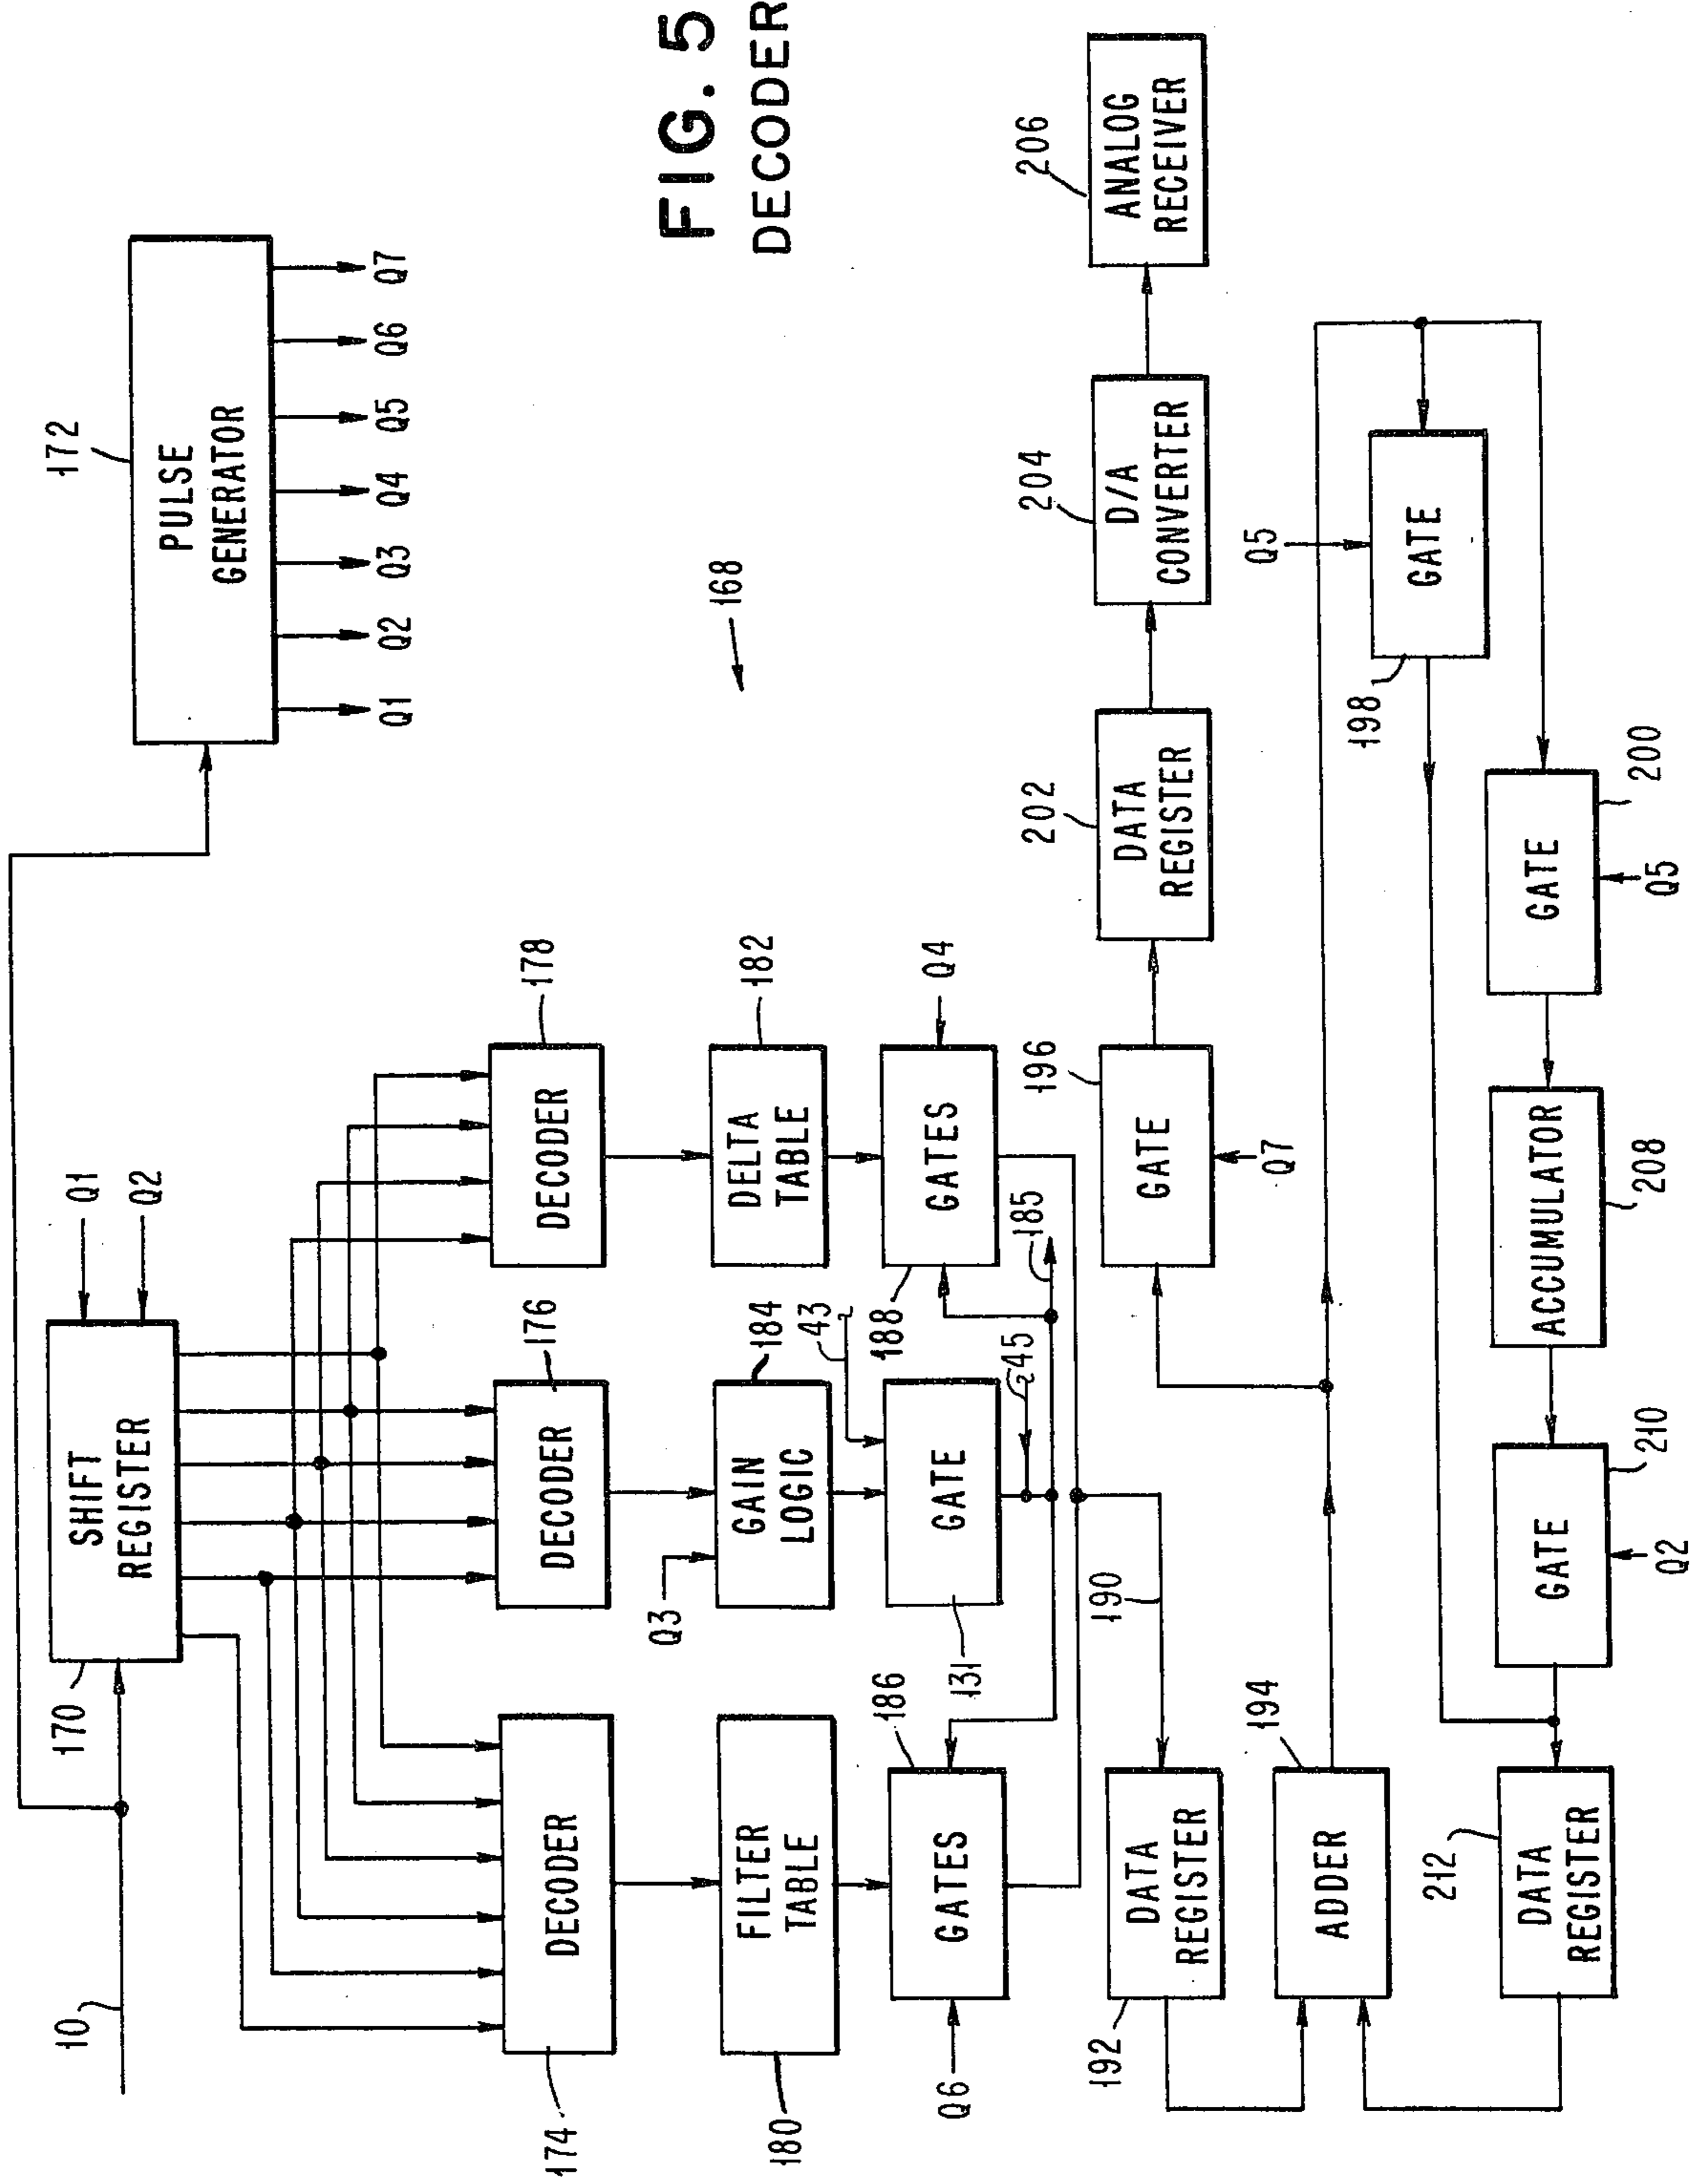 FIG. 5
DECODER
172
PULSE
GENERATOR
Q1
Q2
Q3
Q4
Q5
Q6
Q7
10
170
SHIFT
REGISTER
Q1
Q2
168
174
DECODER
176
DECODER
178
DECODER
180
FILTER
TABLE
184
GAIN
LOGIC
Q3
182
DELTA
TABLE
186
GATES
Q6
131
GATE
43
188
GATES
Q4
45
185
190
192
DATA
REGISTER
196
GATE
Q7
202
DATA
REGISTER
204
D/A
CONVERTER
206
ANALOG
RECEIVER
194
ADDER
198
GATE
Q5
212
DATA
REGISTER
210
GATE
Q2
208
ACCUMULATOR
200
GATE
Q5